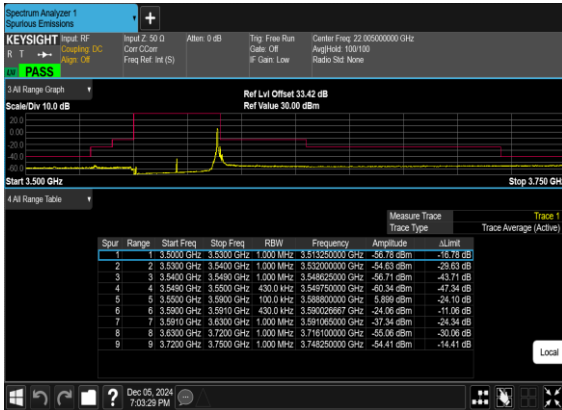 Spectrum Analyzer 1
Spurious Emissions
KEYSIGHT Input: RF Input Z: 50 Ω Atten: 0 dB Trig: Free Run Center Freq: 22.005000000 GHz
R T Coupling: DC Corr CCorr Gate: Off Avg|Hold: 100/100
Align: Off Freq Ref: Int (S) IF Gain: Low Radio Std: None
PASS
3 All Range Graph
Ref Lvl Offset 33.42 dB
Scale/Div 10.0 dB Ref Value 30.00 dBm
20.0
0.00
-20.0
-40.0
-60.0
Start 3.500 GHz Stop 3.750 GHz
4 All Range Table
Measure Trace Trace 1
Trace Type Trace Average (Active)
Spur Range Start Freq Stop Freq RBW Frequency Amplitude ΔLimit
1 1 3.5000 GHz 3.5300 GHz 1.000 MHz 3.513250000 GHz -56.78 dBm -16.78 dB
2 2 3.5300 GHz 3.5400 GHz 1.000 MHz 3.532000000 GHz -54.63 dBm -29.63 dB
3 3 3.5400 GHz 3.5490 GHz 1.000 MHz 3.548625000 GHz -56.71 dBm -43.71 dB
4 4 3.5490 GHz 3.5500 GHz 430.0 kHz 3.549750000 GHz -60.34 dBm -47.34 dB
5 5 3.5500 GHz 3.5900 GHz 100.0 kHz 3.588800000 GHz 5.899 dBm -24.10 dB
6 6 3.5900 GHz 3.5910 GHz 430.0 kHz 3.590026667 GHz -24.06 dBm -11.06 dB
7 7 3.5910 GHz 3.6300 GHz 1.000 MHz 3.591065000 GHz -37.34 dBm -24.34 dB
8 8 3.6300 GHz 3.7200 GHz 1.000 MHz 3.716100000 GHz -55.06 dBm -30.06 dB
9 9 3.7200 GHz 3.7500 GHz 1.000 MHz 3.748250000 GHz -54.41 dBm -14.41 dB
Local
Dec 05, 2024
7:03:29 PM